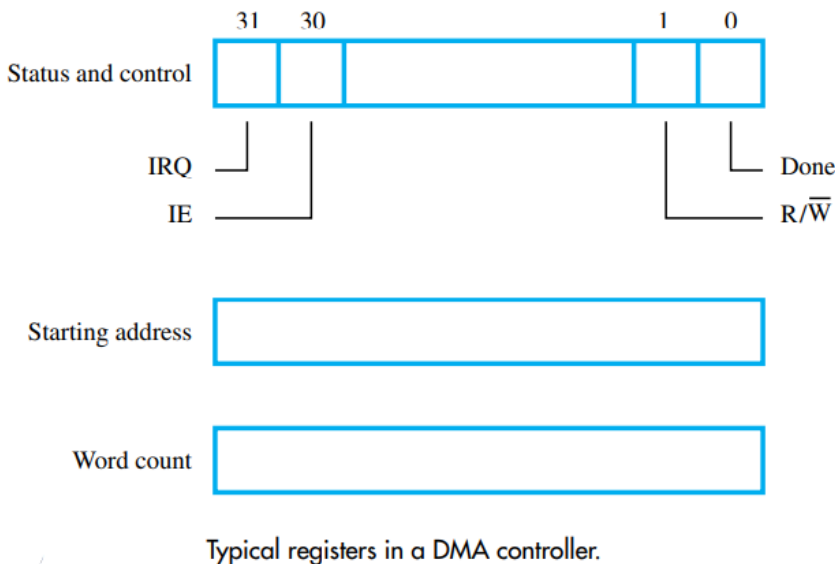 31 30 1 0
Status and control
IRQ Done
IE R/W̅
Starting address
Word count
Typical registers in a DMA controller.